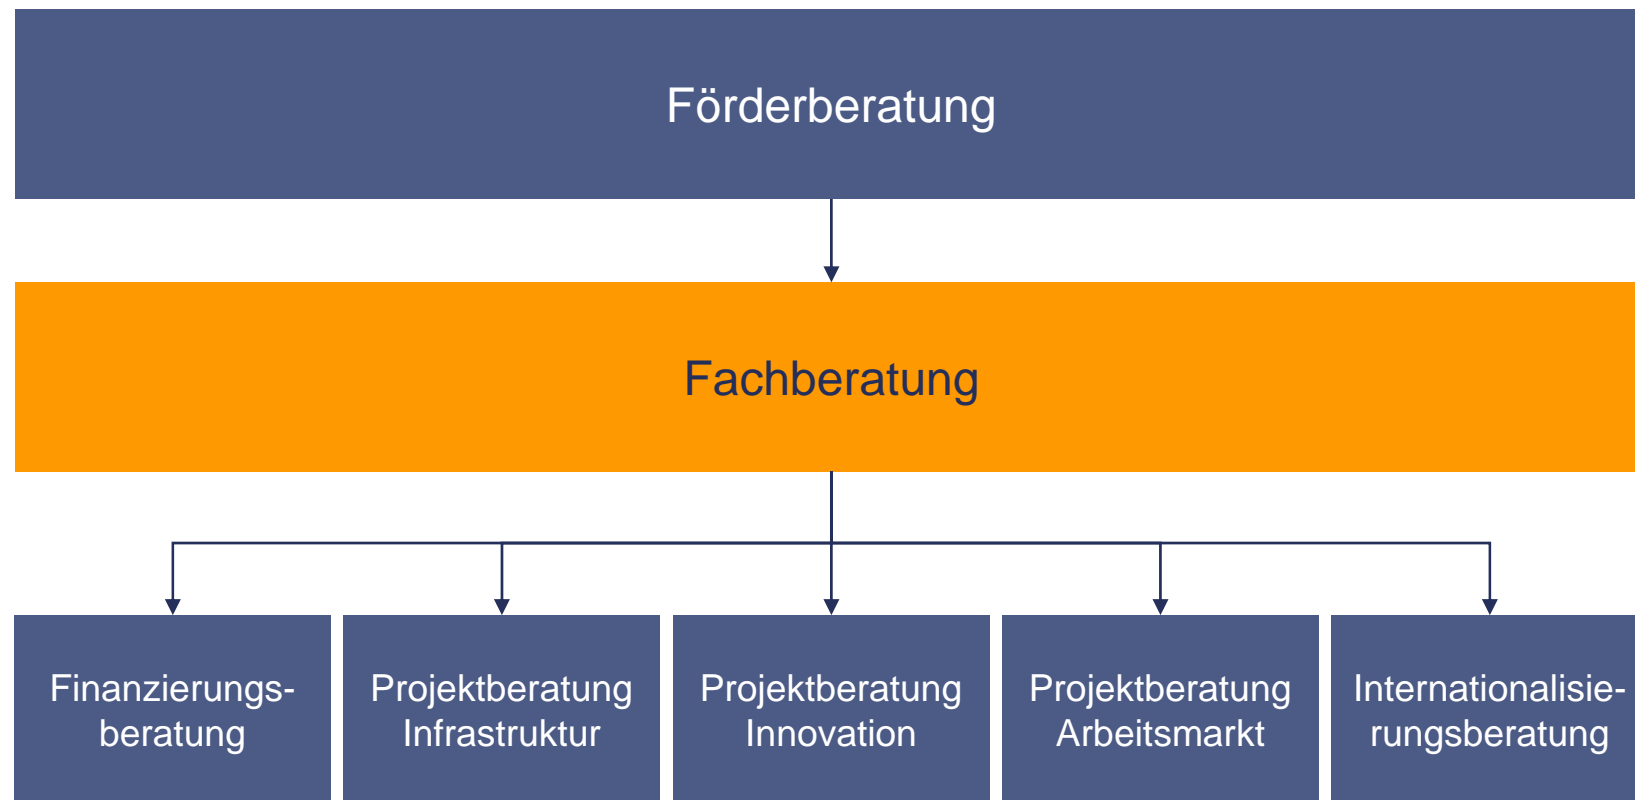 Förderberatung
Fachberatung
Finanzierungs-
beratung
Projektberatung
Infrastruktur
Projektberatung
Innovation
Projektberatung
Arbeitsmarkt
Internationalisie-
rungsberatung